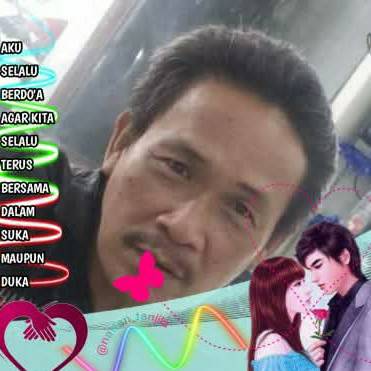 AKU
SELALU
BERDO'A
AGAR KITA
SELALU
TERUS
BERSAMA
DALAM
SUKA
MAUPUN
DUKA